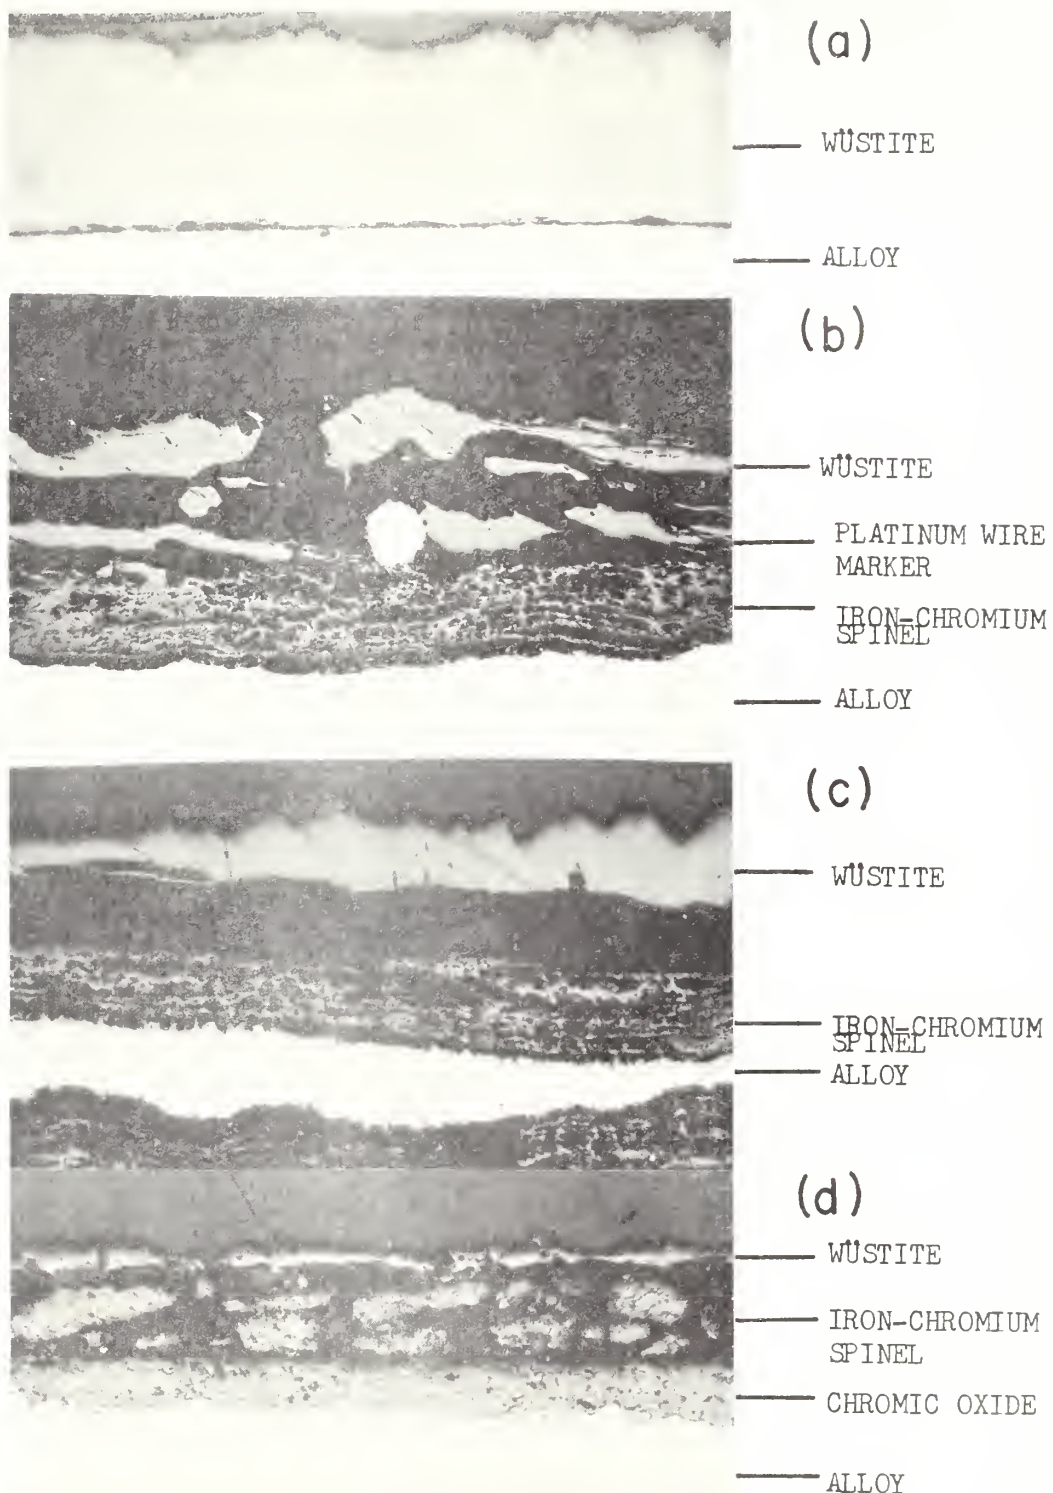 (a)
WÜSTITE
ALLOY
(b)
WÜSTITE
PLATINUM WIRE
MARKER
IRON-CHROMIUM
SPINEL
ALLOY
(c)
WÜSTITE
IRON-CHROMIUM
SPINEL
ALLOY
(d)
WÜSTITE
IRON-CHROMIUM
SPINEL
CHROMIC OXIDE
ALLOY